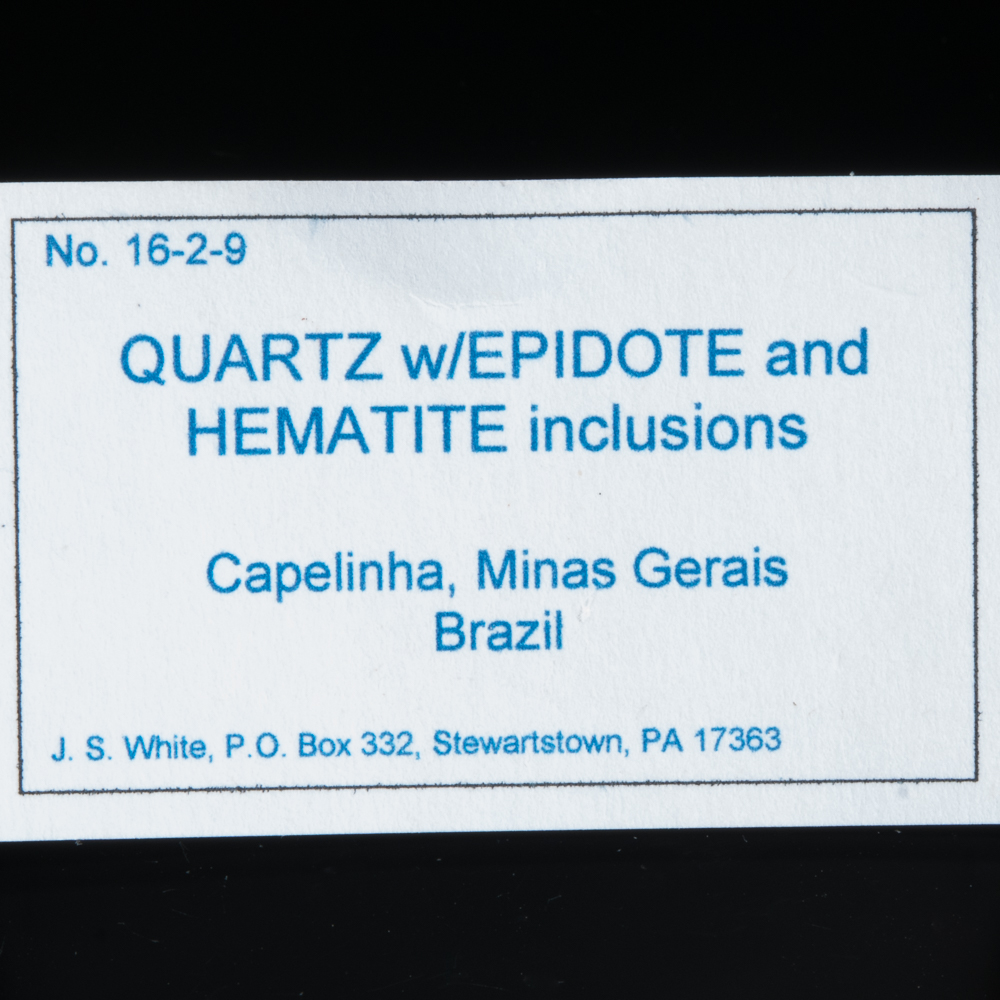 No. 16-2-9
QUARTZ w/EPIDOTE and
HEMATITE inclusions
Capelinha, Minas Gerais
Brazil
J. S. White, P.O. Box 332, Stewartstown, PA 17363